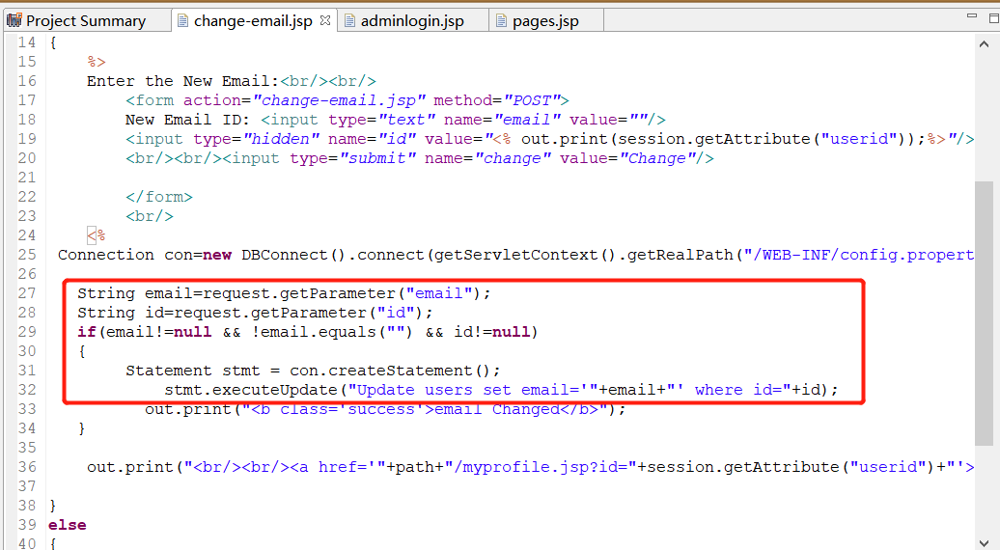 Project Summary change-email.jsp adminlogin.jsp pages.jsp
14 {
15 %>
16 Enter the New Email:<br/><br/>
17 <form action="change-email.jsp" method="POST">
18 New Email ID: <input type="text" name="email" value=""/>
19 <input type="hidden" name="id" value="<% out.print(session.getAttribute("userid"));%>"/>
20 <br/><br/><input type="submit" name="change" value="Change"/>
21
22 </form>
23 <br/>
24 <%
25 Connection con=new DBConnect().connect(getServletContext().getRealPath("/WEB-INF/config.propert
26
27 String email=request.getParameter("email");
28 String id=request.getParameter("id");
29 if(email!=null && !email.equals("") && id!=null)
30 {
31 Statement stmt = con.createStatement();
32 stmt.executeUpdate("Update users set email='"+email+"' where id="+id);
33 out.print("<b class='success'>email Changed</b>");
34 }
35
36 out.print("<br/><br/><a href='"+path+"/myprofile.jsp?id="+session.getAttribute("userid")+"'>
37
38 }
39 else
40 {